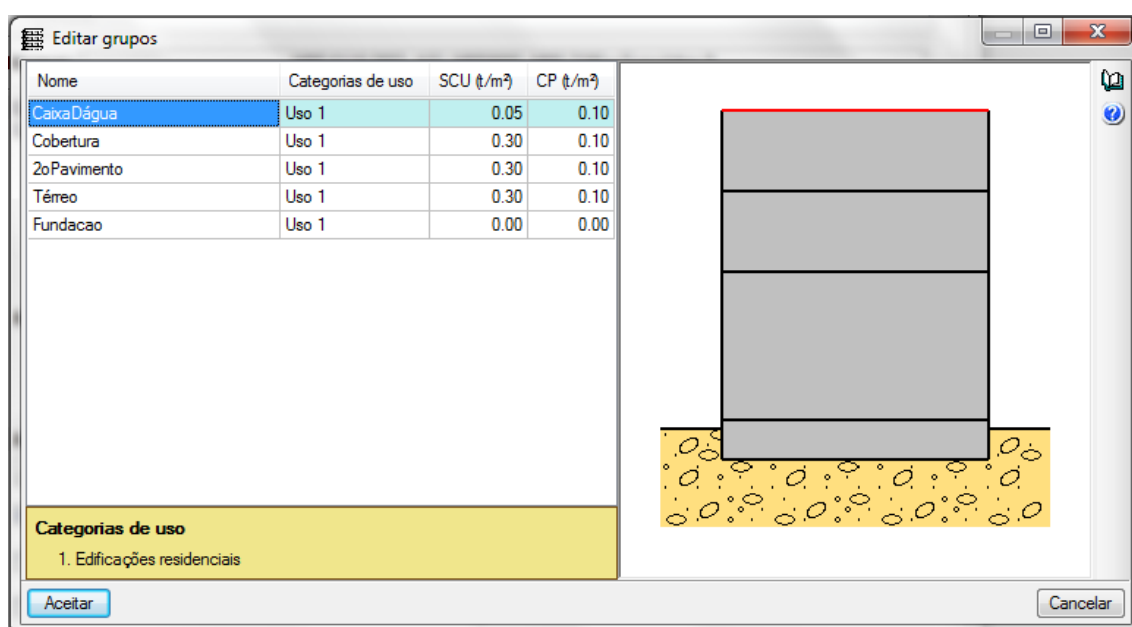 Editar grupos
Nome Categorias de uso SCU (t/m²) CP (t/m²)
CaixaDágua Uso 1 0.05 0.10
Cobertura Uso 1 0.30 0.10
2oPavimento Uso 1 0.30 0.10
Térreo Uso 1 0.30 0.10
Fundacao Uso 1 0.00 0.00
Categorias de uso
1. Edificações residenciais
Aceitar Cancelar